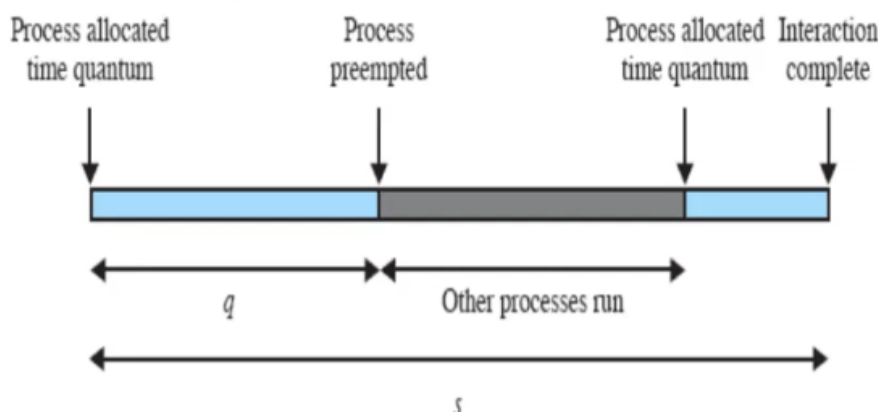 Process allocated
time quantum
Process
preempted
Process allocated
time quantum
Interaction
complete
q
Other processes run
s